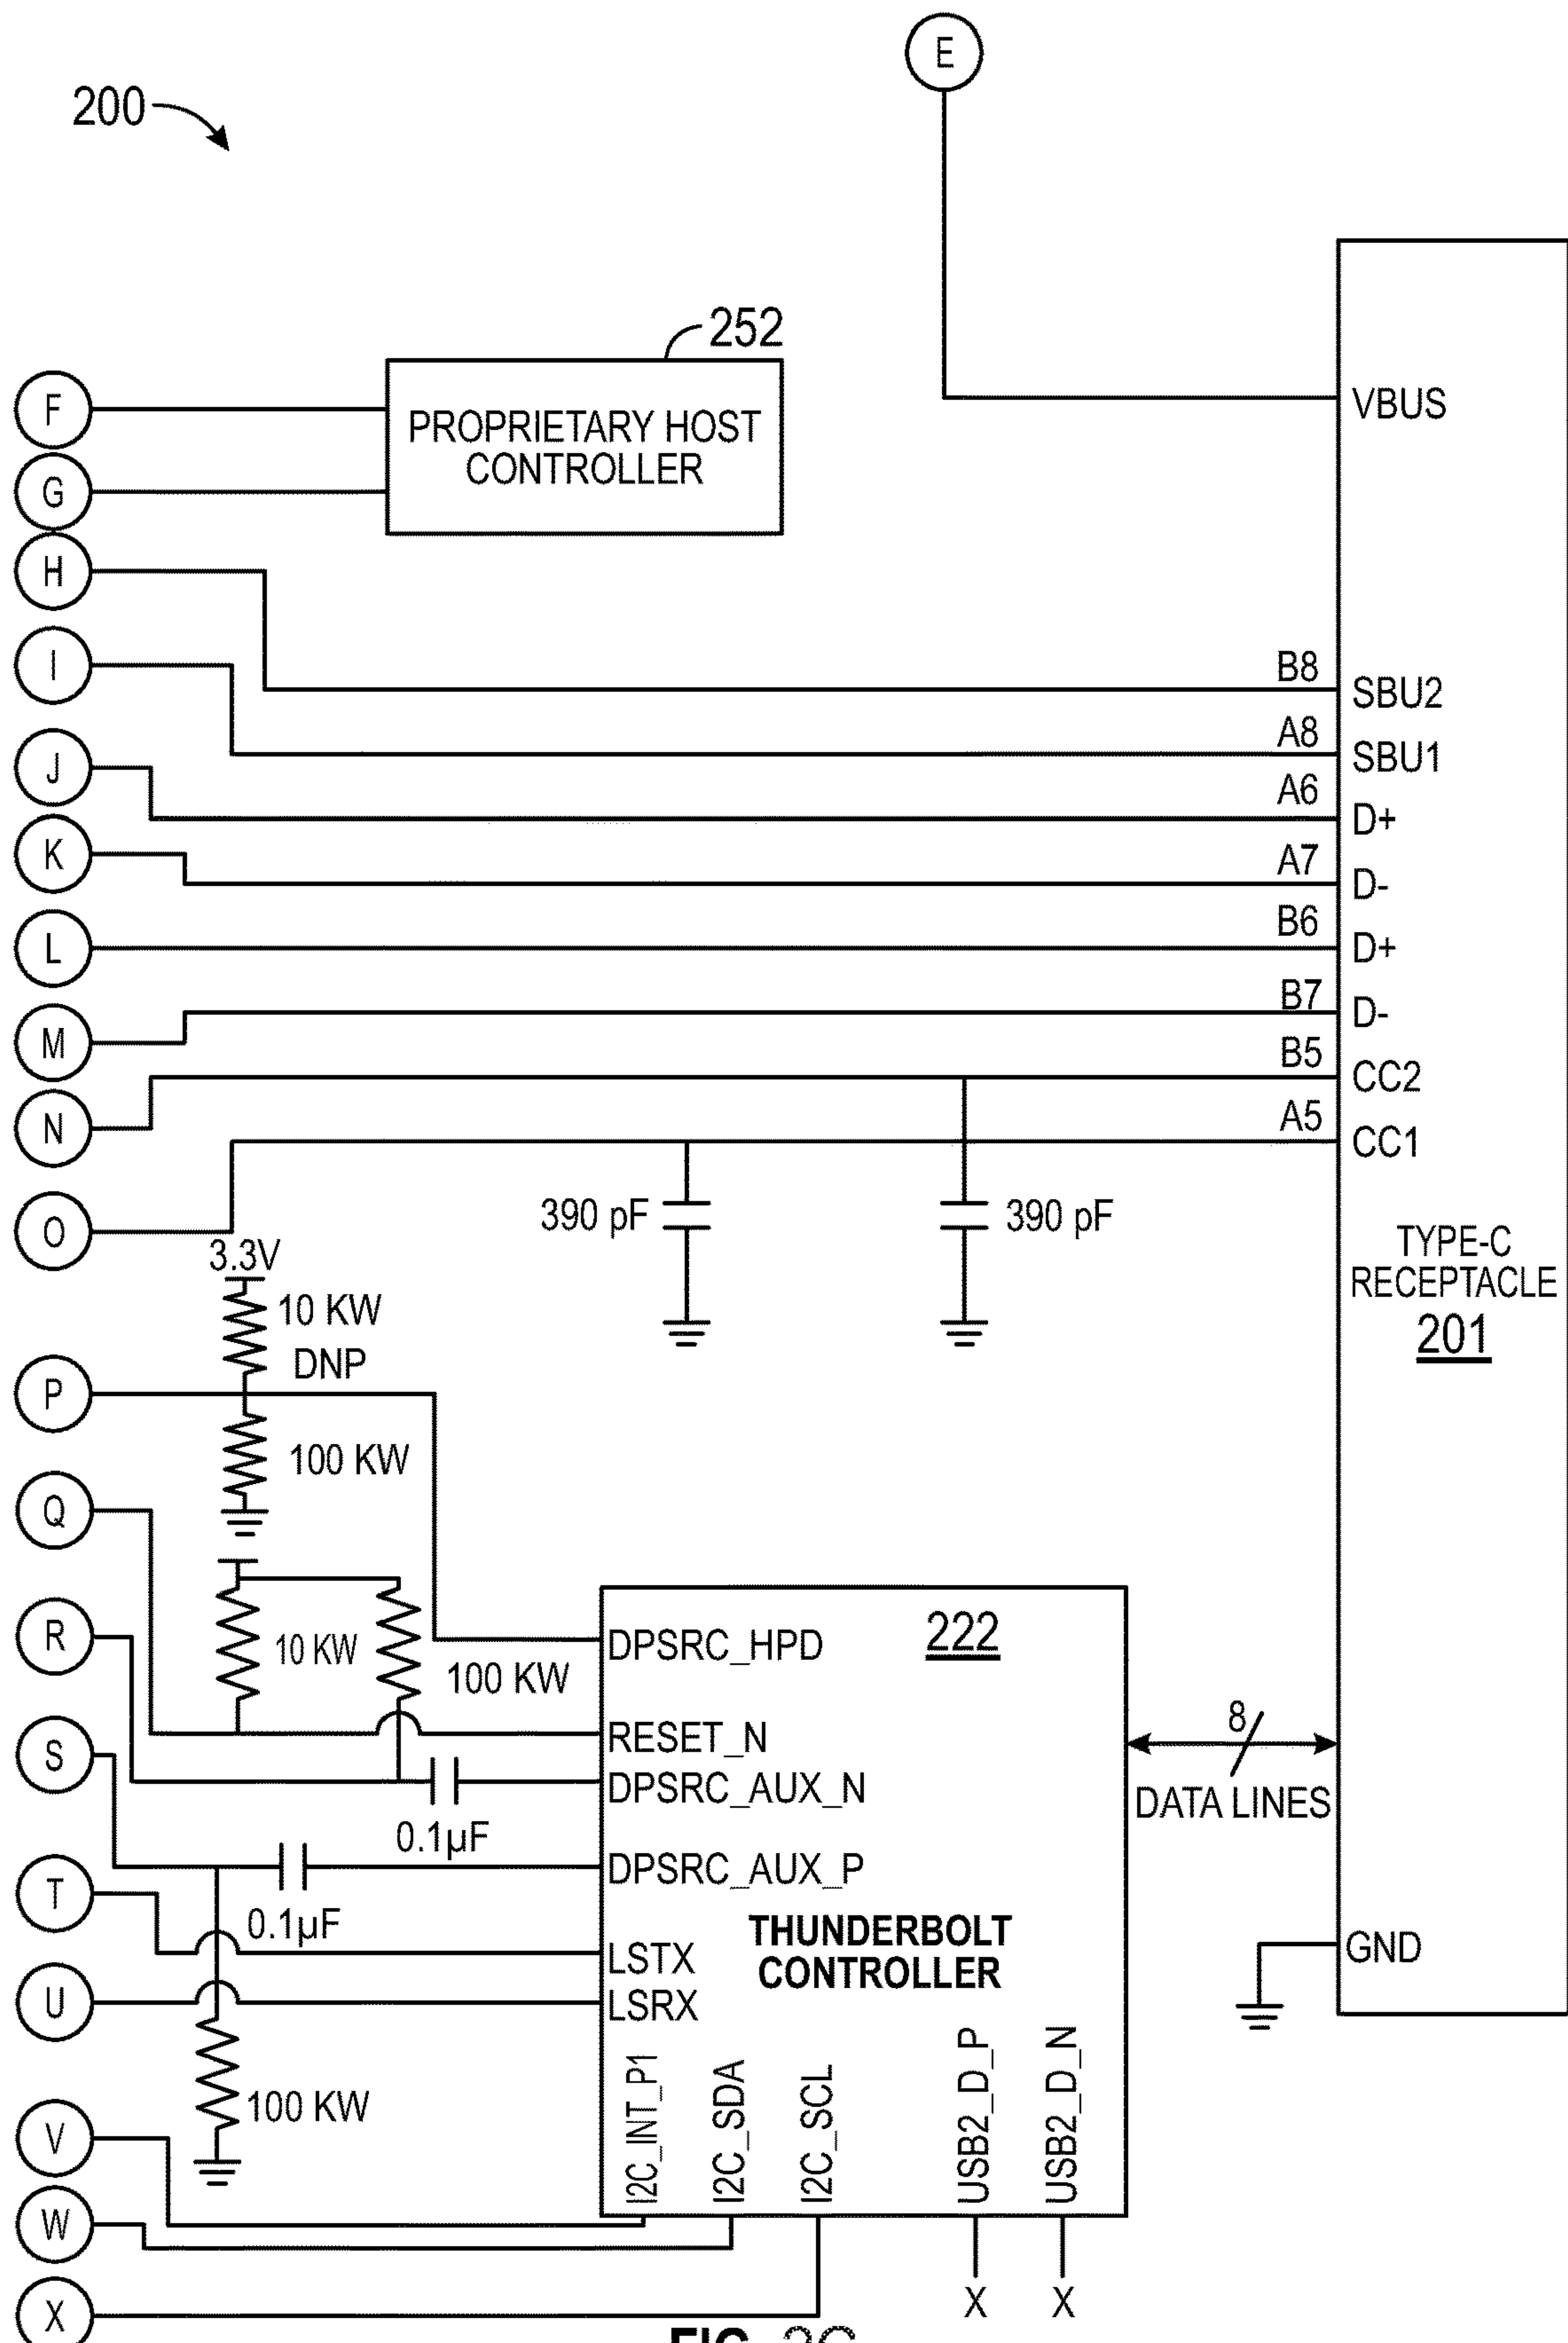 E
200
252
F
PROPRIETARY HOST
CONTROLLER
VBUS
G
H
I
B8
SBU2
A8
SBU1
J
A6
D+
K
A7
D-
L
B6
D+
M
B7
D-
B5
CC2
N
A5
CC1
O
390 pF
390 pF
3.3V
10 KW
DNP
TYPE-C
RECEPTACLE
201
P
100 KW
Q
R
10 KW
100 KW
DPSRC_HPD
222
RESET_N
8
S
DPSRC_AUX_N
DATA LINES
0.1µF
DPSRC_AUX_P
T
0.1µF
THUNDERBOLT
CONTROLLER
LSTX
GND
U
LSRX
I2C_INT_P1
I2C_SDA
I2C_SCL
USB2_D_P
USB2_D_N
100 KW
V
W
X
X
X
FIG.